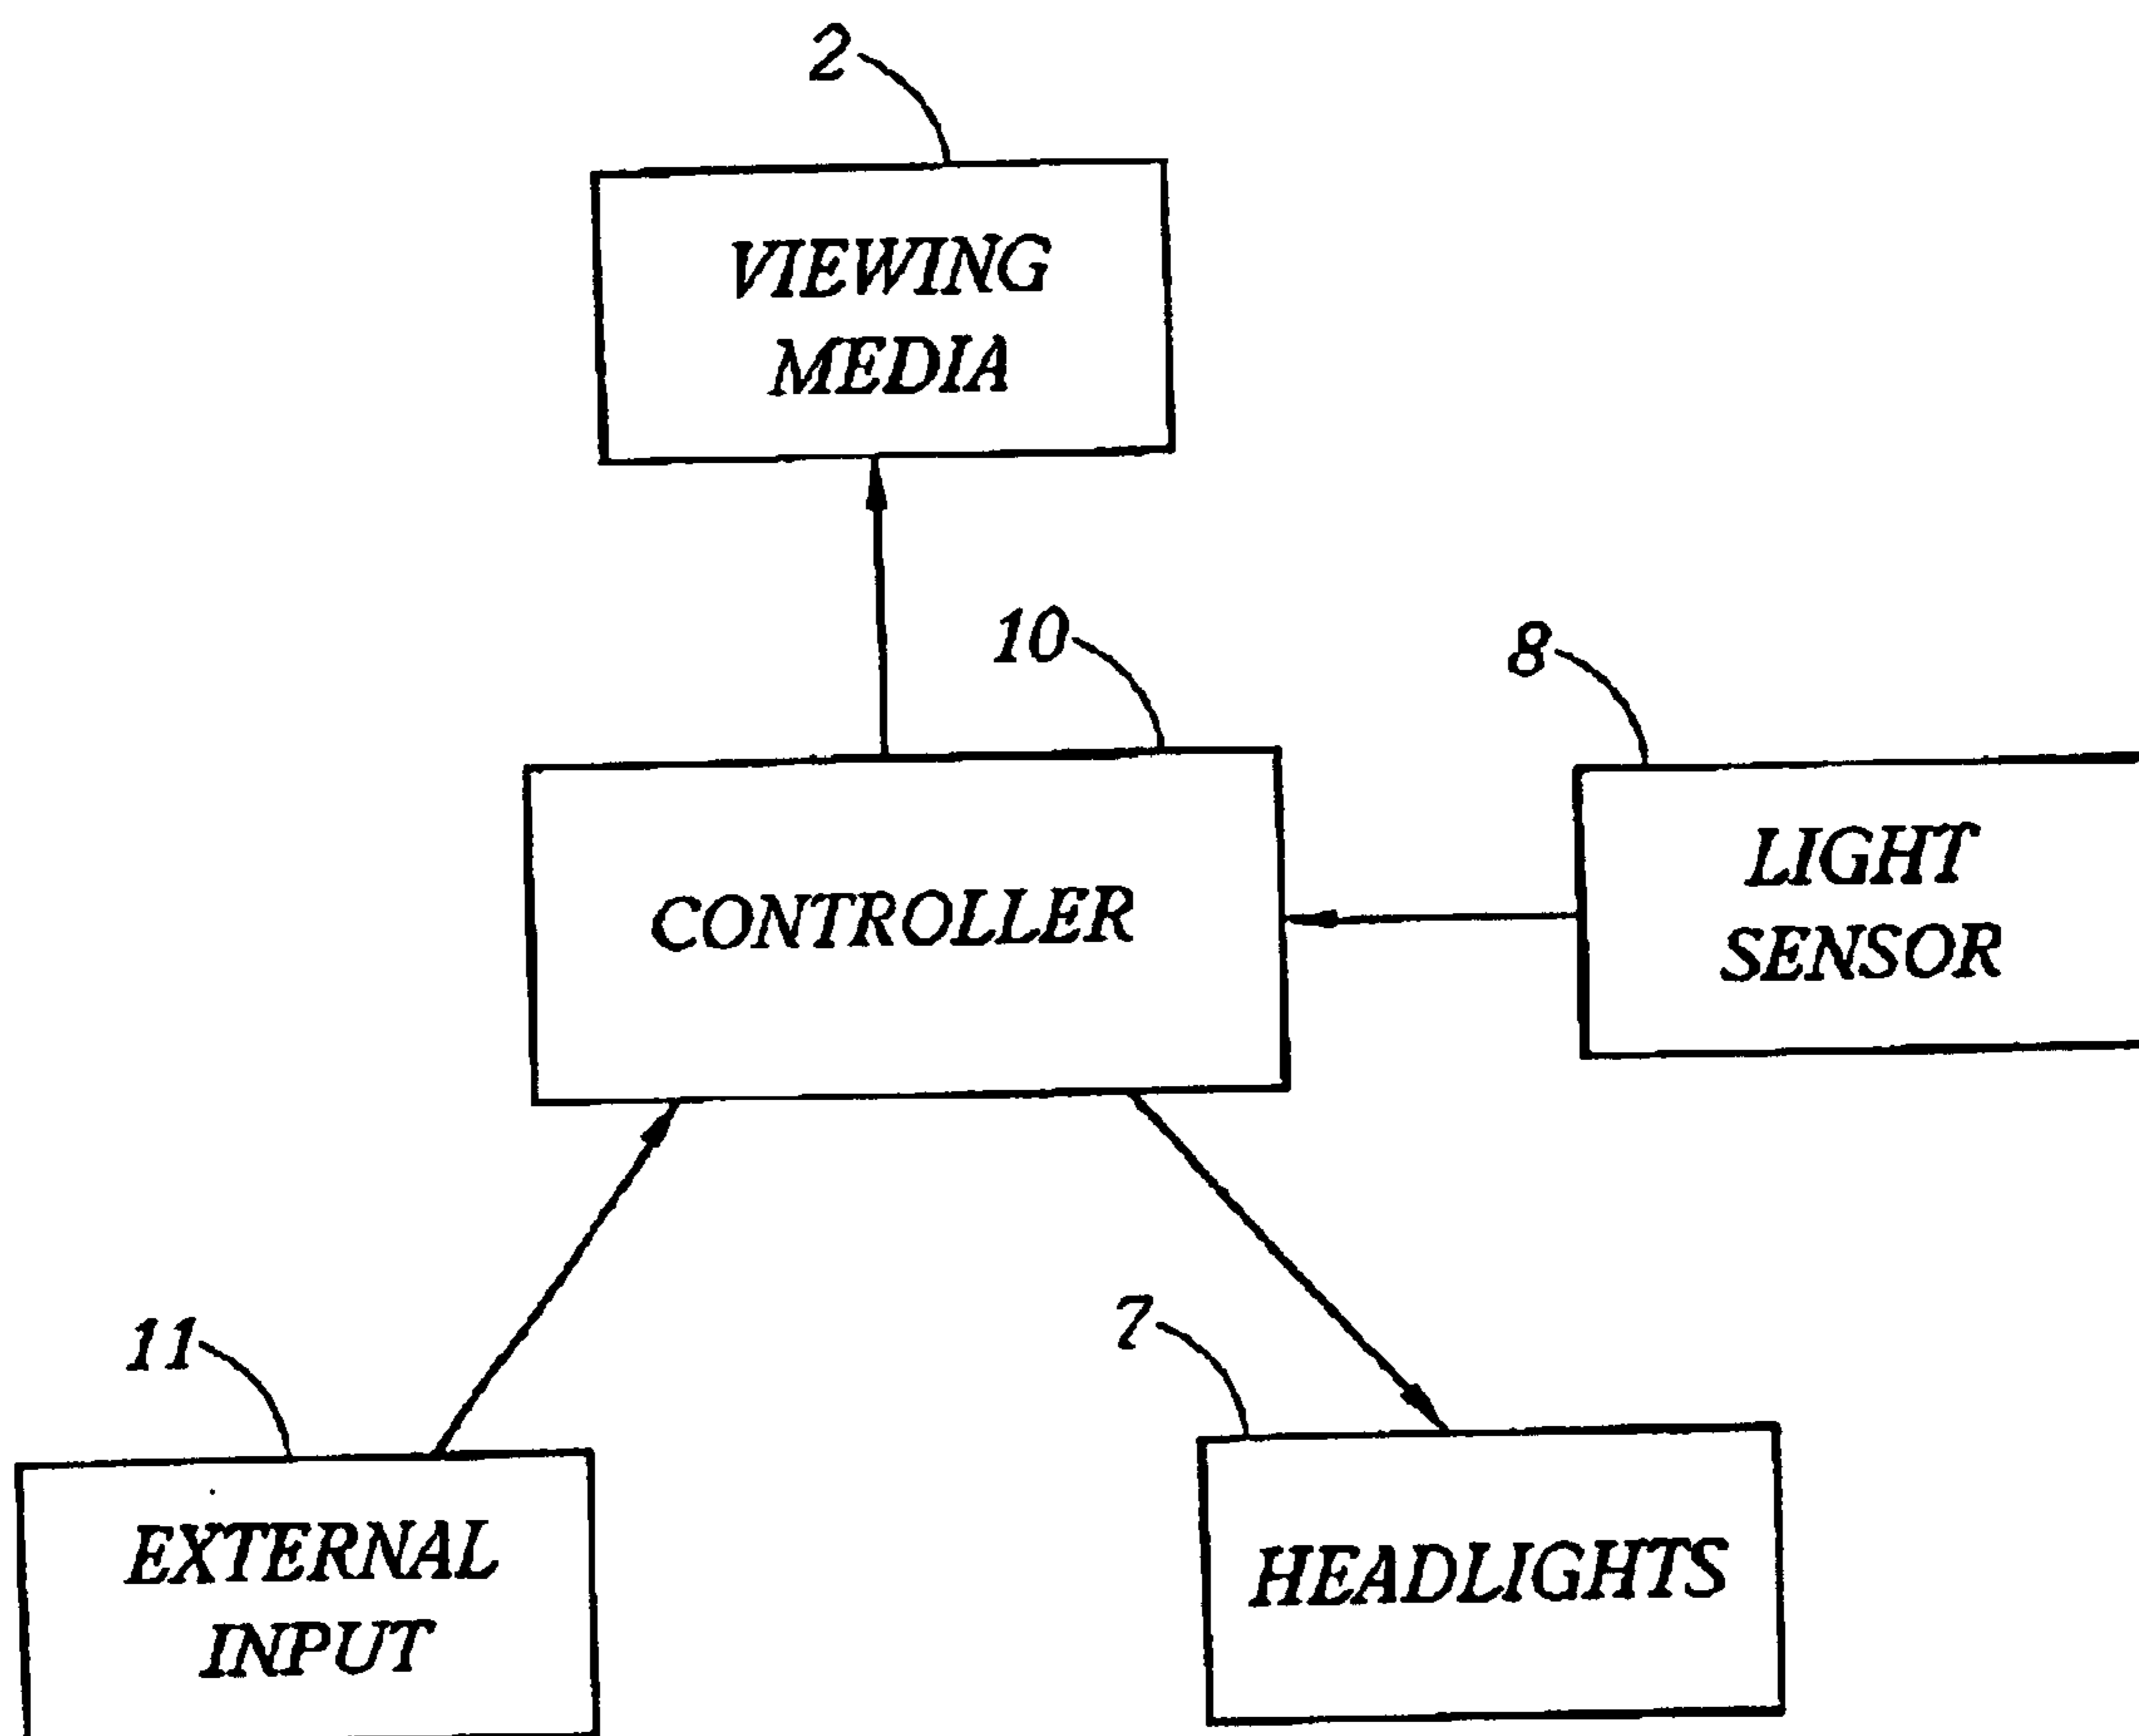 2
VIEWING
MEDIA
10
8
CONTROLLER
LIGHT
SENSOR
11
7
EXTERNAL
INPUT
HEADLIGHTS